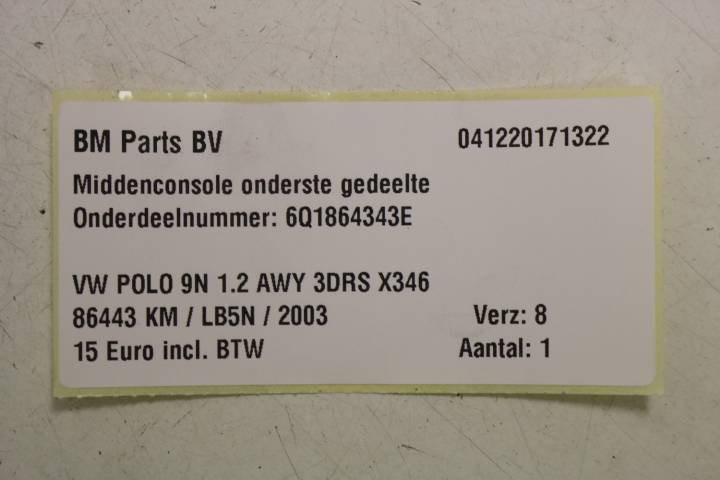 BM Parts BV 041220171322
Middenconsole onderste gedeelte
Onderdeelnummer: 6Q1864343E
VW POLO 9N 1.2 AWY 3DRS X346
86443 KM / LB5N / 2003 Verz: 8
15 Euro incl. BTW Aantal: 1